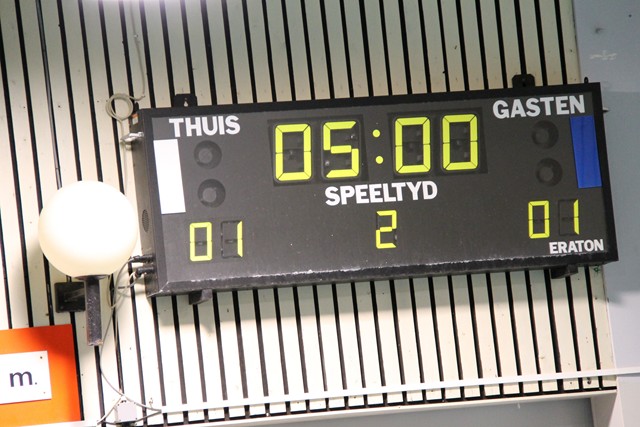 THUIS
GASTEN
05:00
SPEELTYD
01 2 01
ERATON
m.